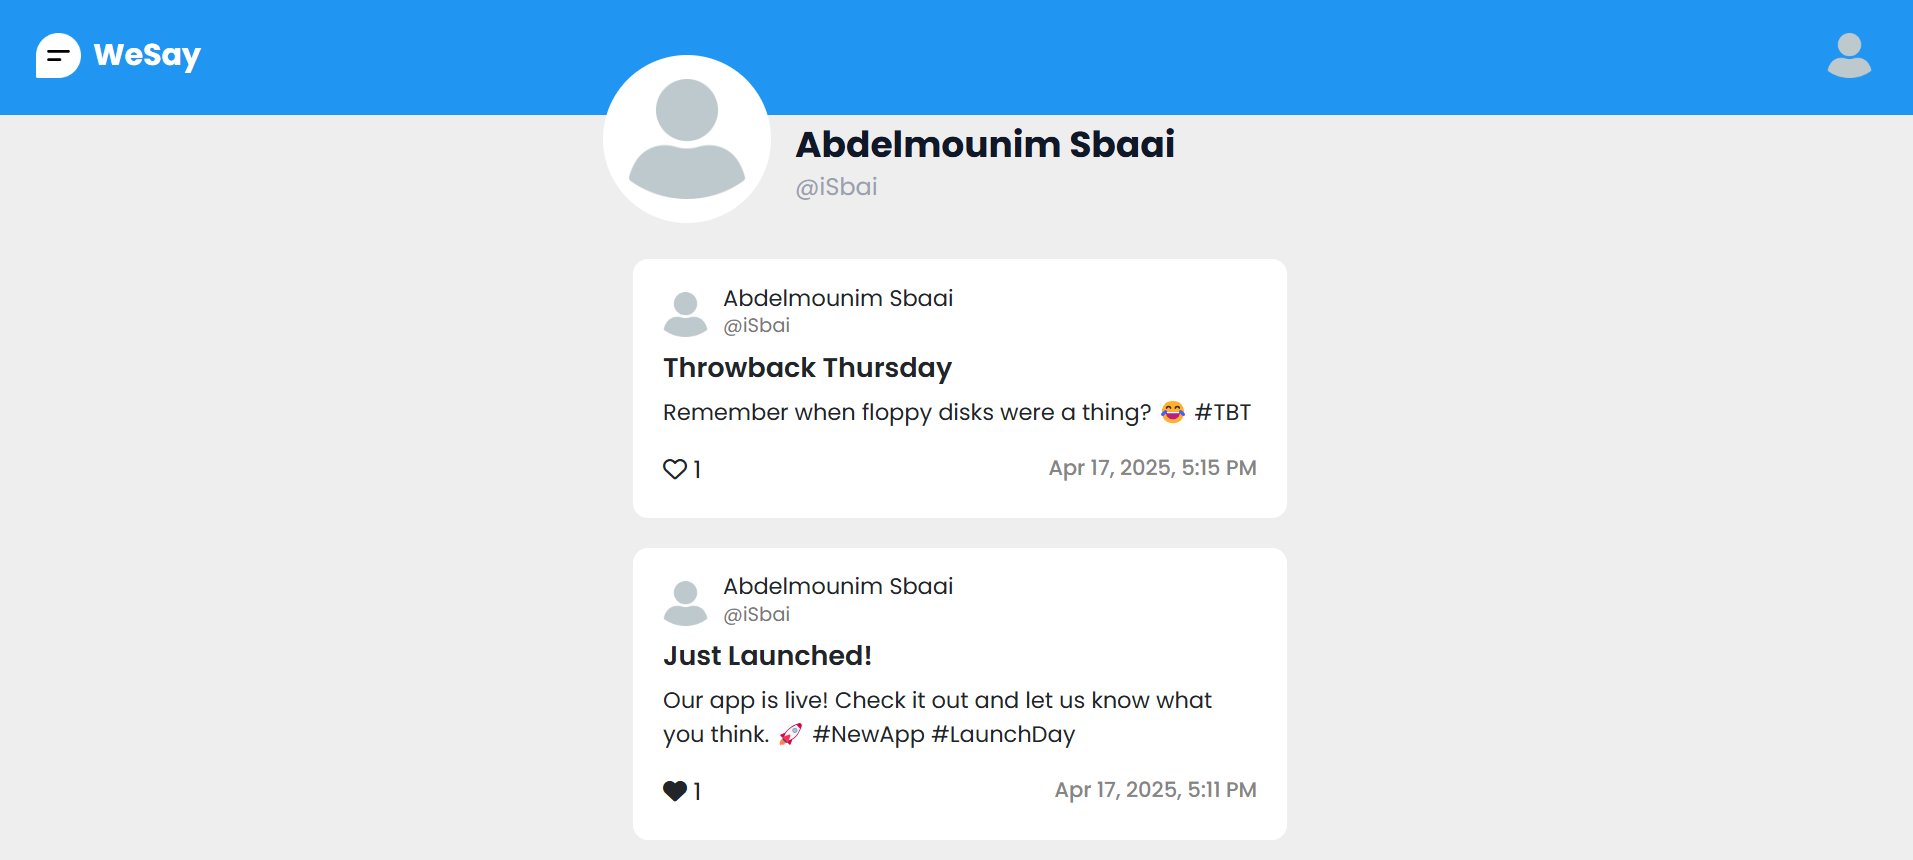 WeSay
Abdelmounim Sbaai
@iSbai
Abdelmounim Sbaai
@iSbai
Throwback Thursday
Remember when floppy disks were a thing? 😂 #TBT
1
Apr 17, 2025, 5:15 PM
Abdelmounim Sbaai
@iSbai
Just Launched!
Our app is live! Check it out and let us know what
you think. 🚀 #NewApp #LaunchDay
1
Apr 17, 2025, 5:11 PM